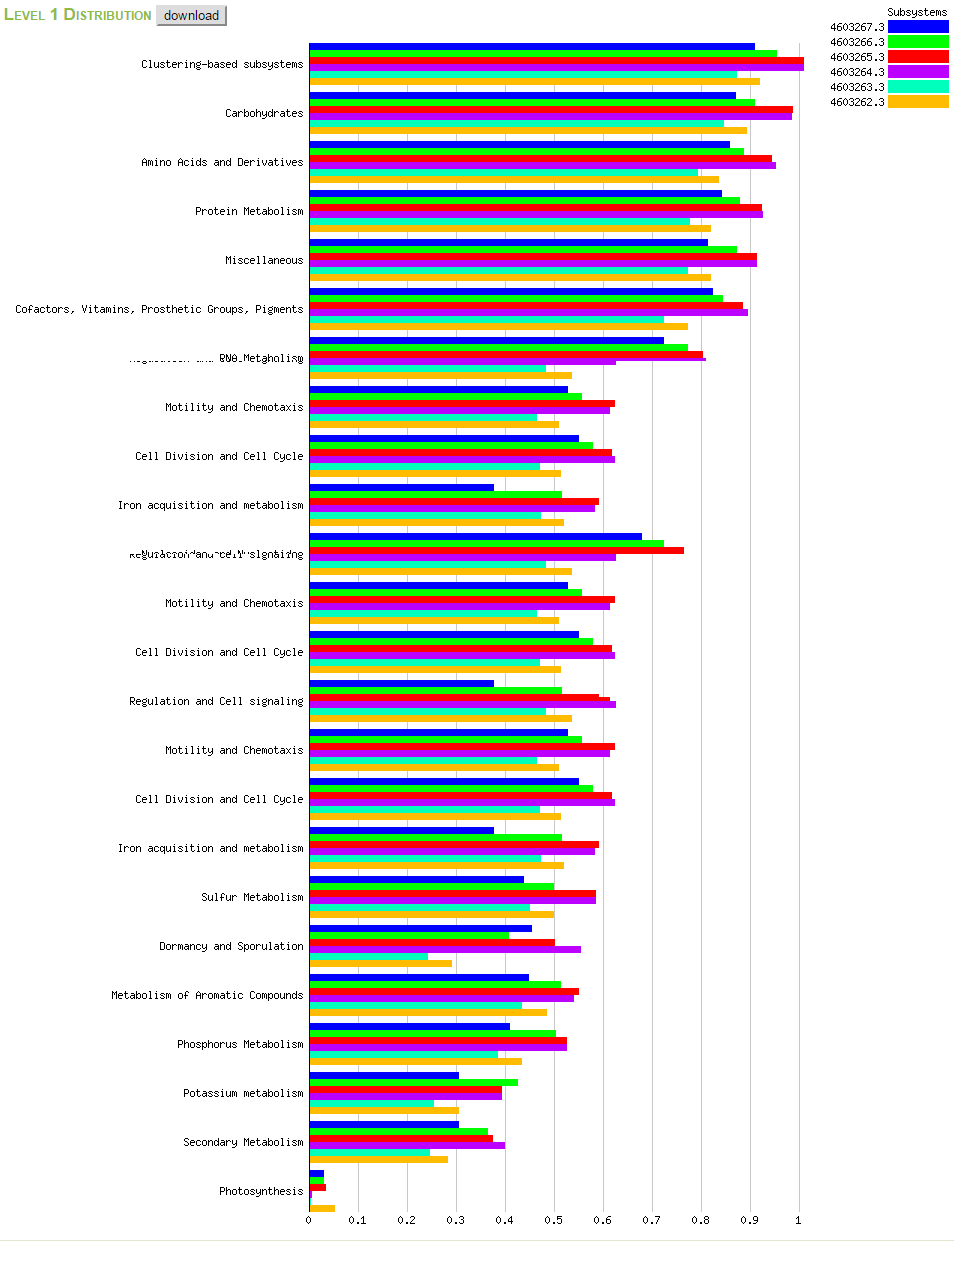 Level 1 Distribution download
Subsystems
4603267.3
4603266.3
4603265.3
4603264.3
4603263.3
4603262.3
Clustering-based subsystems
Carbohydrates
Amino Acids and Derivatives
Protein Metabolism
Miscellaneous
Cofactors, Vitamins, Prosthetic Groups, Pigments
RNA Metabolism
Motility and Chemotaxis
Cell Division and Cell Cycle
Iron acquisition and metabolism
Motility and Chemotaxis
Cell Division and Cell Cycle
Regulation and Cell signaling
Motility and Chemotaxis
Cell Division and Cell Cycle
Iron acquisition and metabolism
Sulfur Metabolism
Dormancy and Sporulation
Metabolism of Aromatic Compounds
Phosphorus Metabolism
Potassium metabolism
Secondary Metabolism
Photosynthesis
0 0.1 0.2 0.3 0.4 0.5 0.6 0.7 0.8 0.9 1